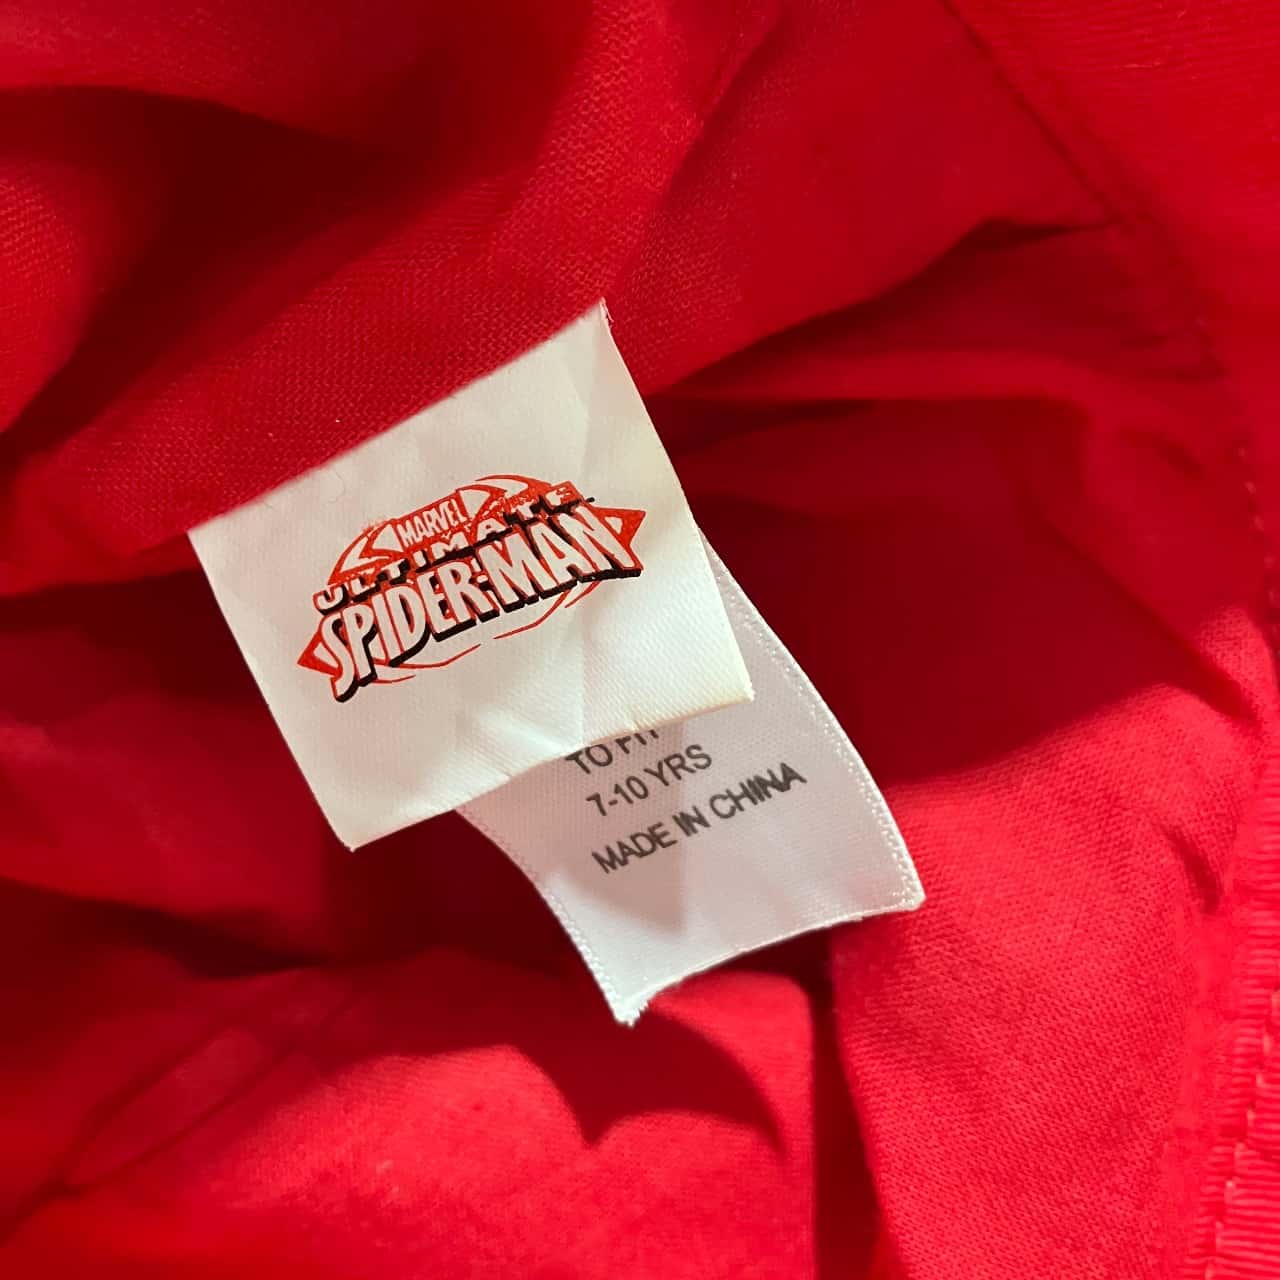 MARVEL
ULTIMATE
SPIDER-MAN
TO FIT
7-10 YRS
MADE IN CHINA